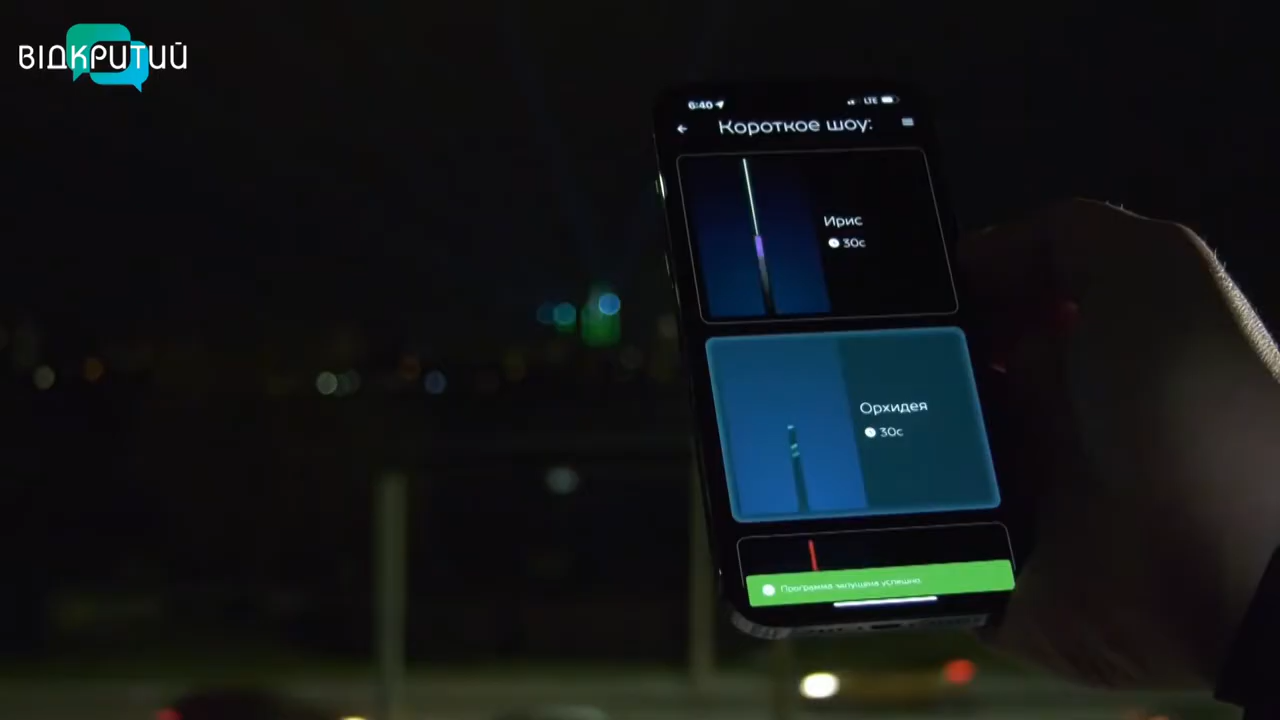 ВІДКРИТИЙ
6:40
LTE
Короткое шоу:
Ирис
30с
Орхидея
30с
Программа запущена успешно